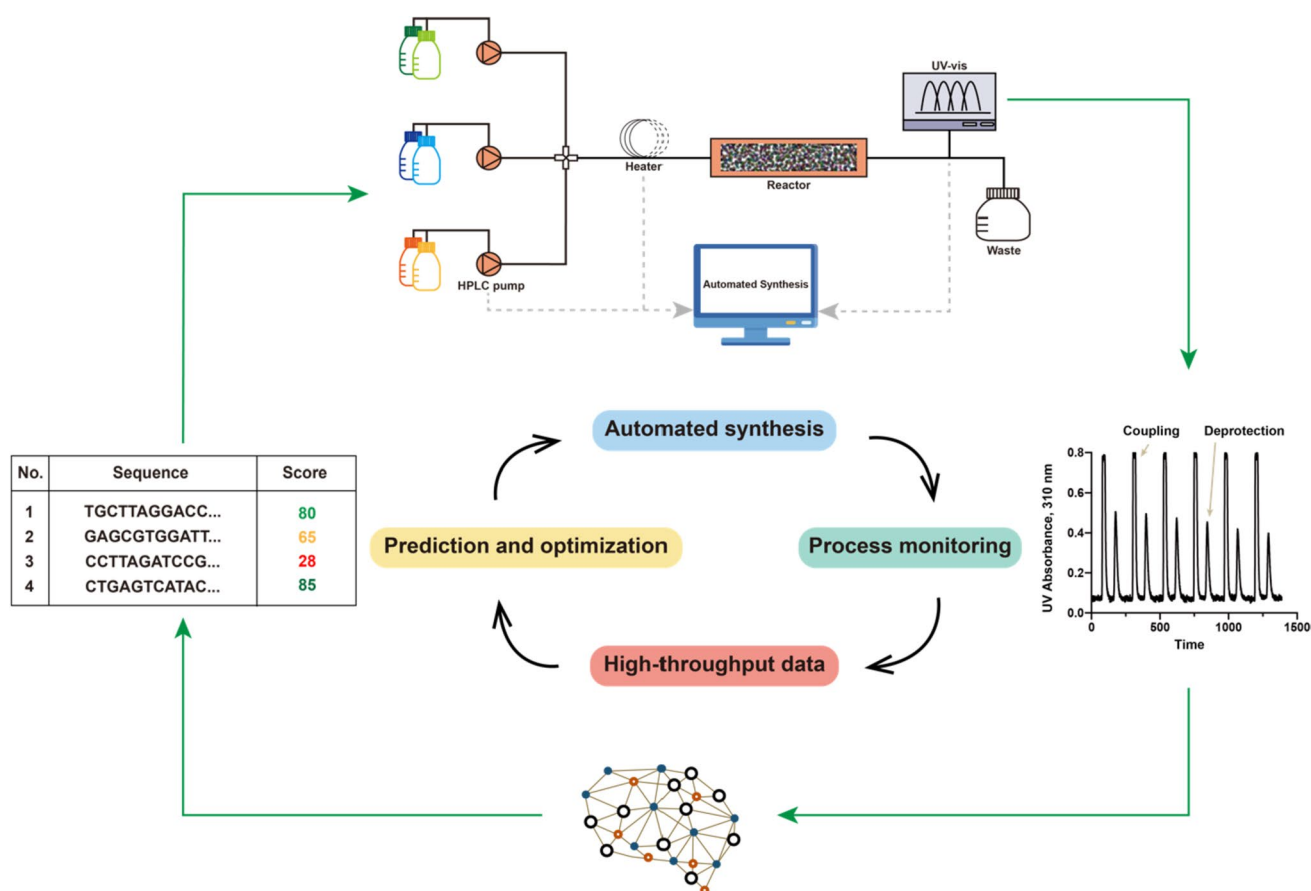 UV-vis
Heater
Reactor
Waste
HPLC pump
Automated Synthesis
Automated synthesis
Prediction and optimization
Process monitoring
High-throughput data
No. Sequence Score
1 TGCTTAGGACC... 80
2 GAGCGTGGATT... 65
3 CCTTAGATCCG... 28
4 CTGAGTCATAC... 85
Coupling Deprotection
UV Absorbance, 310 nm
0.8
0.6
0.4
0.2
0.0
0 500 1000 1500
Time